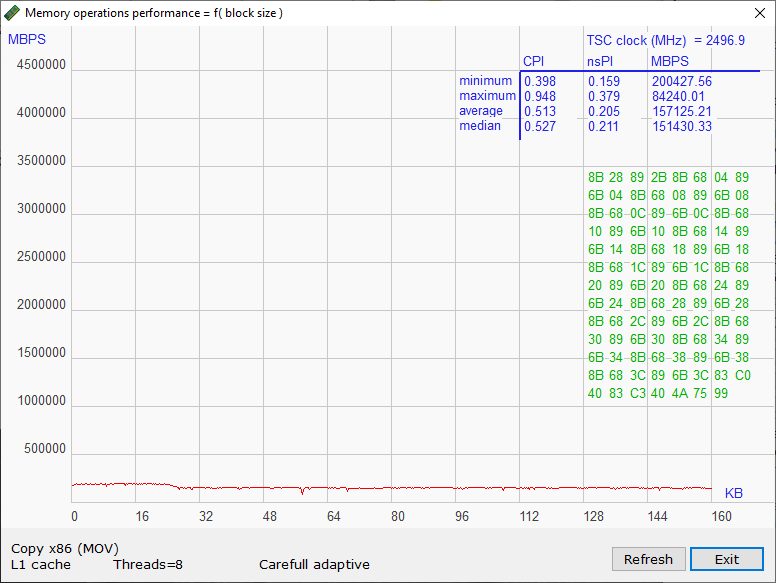 Memory operations performance = f( block size )
MBPS
TSC clock (MHz) = 2496.9
CPI nsPI MBPS
minimum 0.398 0.159 200427.56
maximum 0.948 0.379 84240.01
average 0.513 0.205 157125.21
median 0.527 0.211 151430.33
4500000
4000000
3500000
3000000
2500000
2000000
1500000
1000000
500000
8B 28 89 2B 8B 68 04 89
6B 04 8B 68 08 89 6B 08
8B 68 0C 89 6B 0C 8B 68
10 89 6B 10 8B 68 14 89
6B 14 8B 68 18 89 6B 18
8B 68 1C 89 6B 1C 8B 68
20 89 6B 20 8B 68 24 89
6B 24 8B 68 28 89 6B 28
8B 68 2C 89 6B 2C 8B 68
30 89 6B 30 8B 68 34 89
6B 34 8B 68 38 89 6B 38
8B 68 3C 89 6B 3C 83 C0
40 83 C3 40 4A 75 99
KB
0 16 32 48 64 80 96 112 128 144 160
Copy x86 (MOV)
L1 cache Threads=8 Carefull adaptive
Refresh Exit